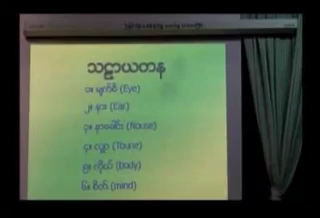 သဠာယတန
၁။ မျက်စိ (Eye)
၂။ နား (Ear)
၃။ နှာခေါင်း (Nouse)
၄။ လျှာ (Toune)
၅။ ကိုယ် (body)
၆။ စိတ် (mind)